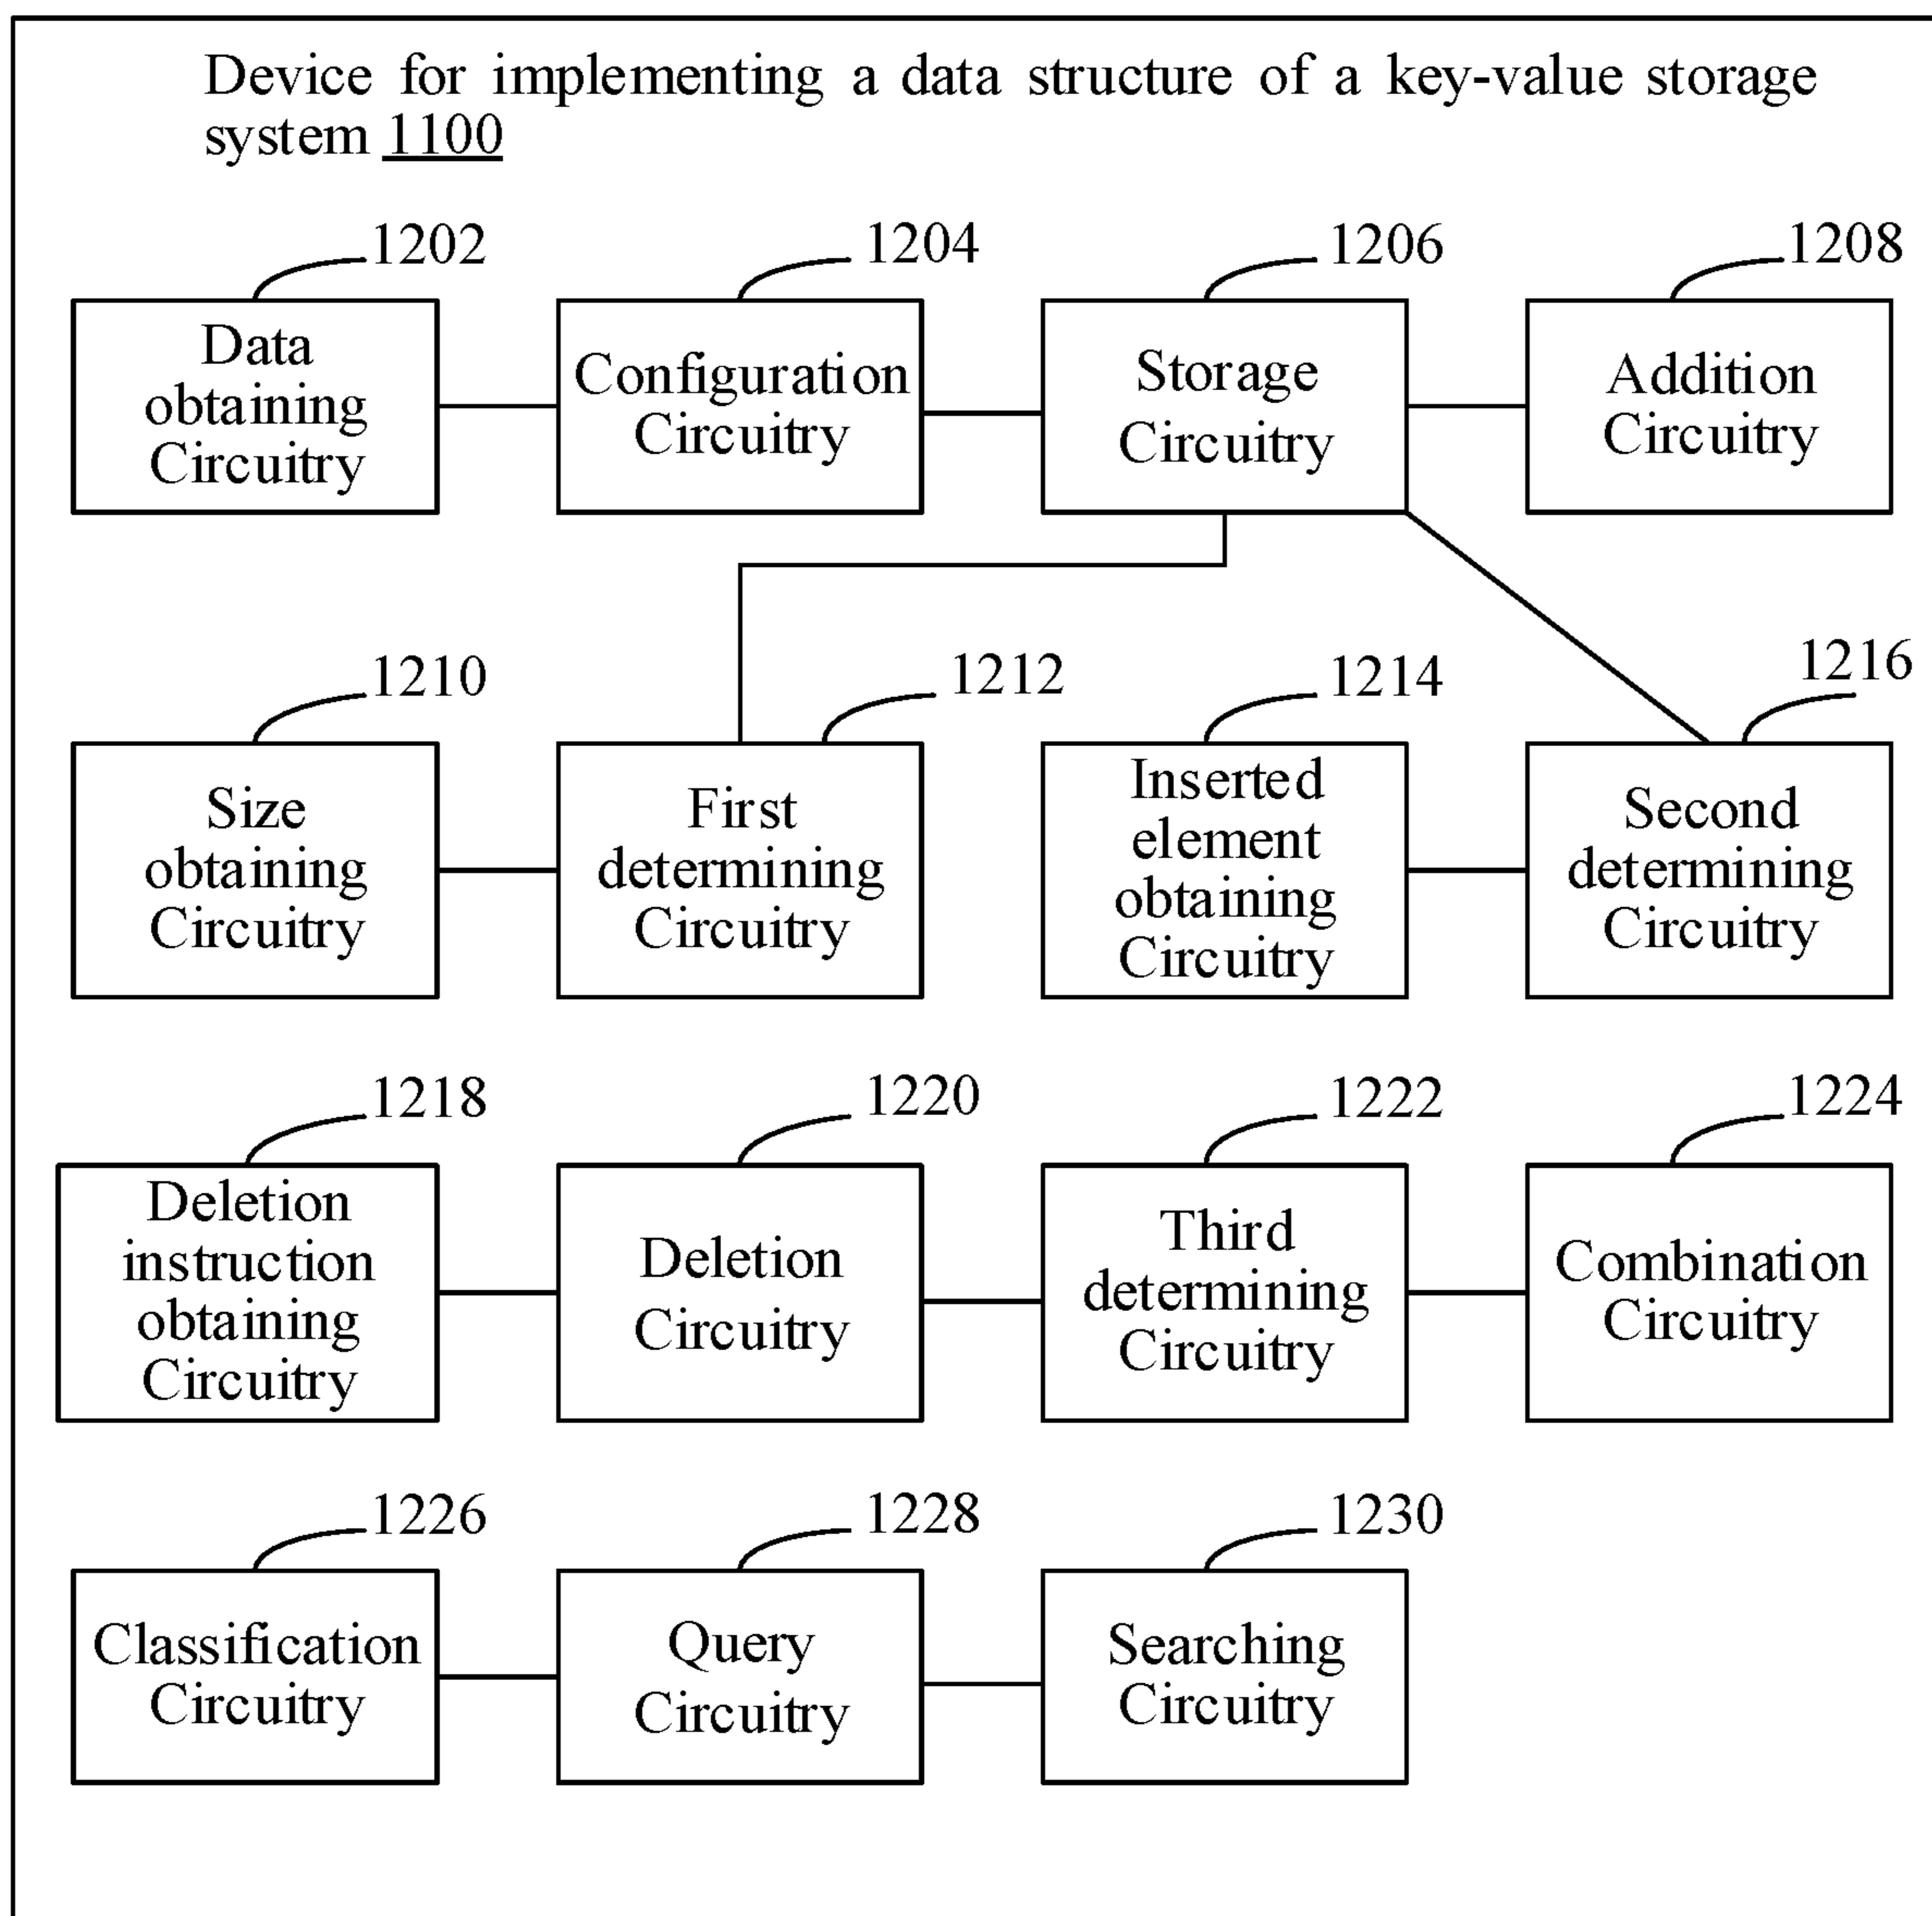 Device for implementing a data structure of a key-value storage
system 1100
1202
1204
1206
1208
Data
obtaining
Circuitry
Configuration
Circuitry
Storage
Circuitry
Addition
Circuitry
1210
1212
1214
1216
Size
obtaining
Circuitry
First
determining
Circuitry
Inserted
element
obtaining
Circuitry
Second
determining
Circuitry
1218
1220
1222
1224
Deletion
instruction
obtaining
Circuitry
Deletion
Circuitry
Third
determining
Circuitry
Combination
Circuitry
1226
1228
1230
Classification
Circuitry
Query
Circuitry
Searching
Circuitry